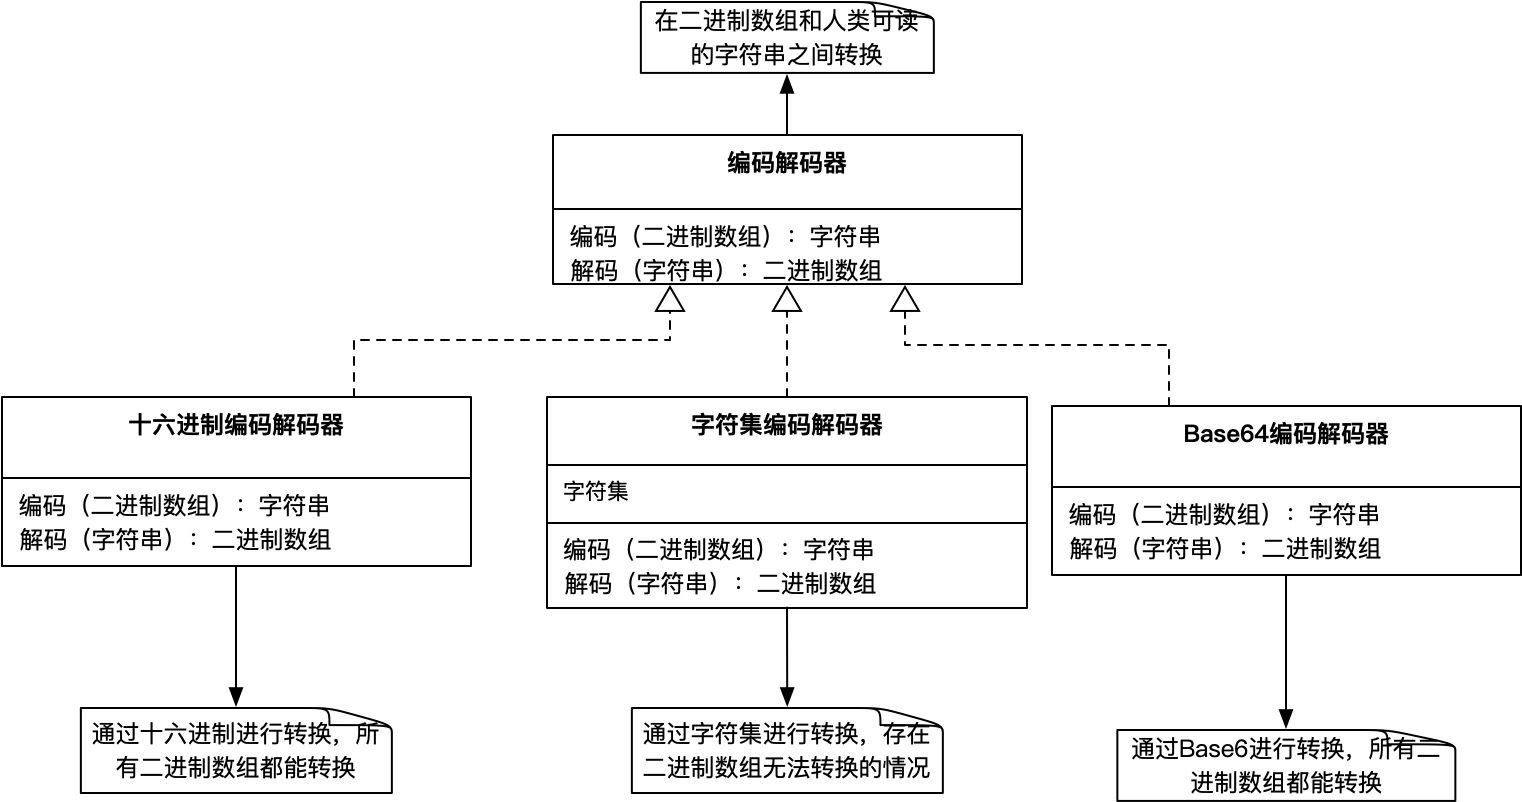 在二进制数组和人类可读
的字符串之间转换
编码解码器
编码（二进制数组）：字符串
解码（字符串）：二进制数组
十六进制编码解码器
编码（二进制数组）：字符串
解码（字符串）：二进制数组
字符集编码解码器
字符集
编码（二进制数组）：字符串
解码（字符串）：二进制数组
Base64编码解码器
编码（二进制数组）：字符串
解码（字符串）：二进制数组
通过十六进制进行转换，所
有二进制数组都能转换
通过字符集进行转换，存在
二进制数组无法转换的情况
通过Base6进行转换，所有二
进制数组都能转换